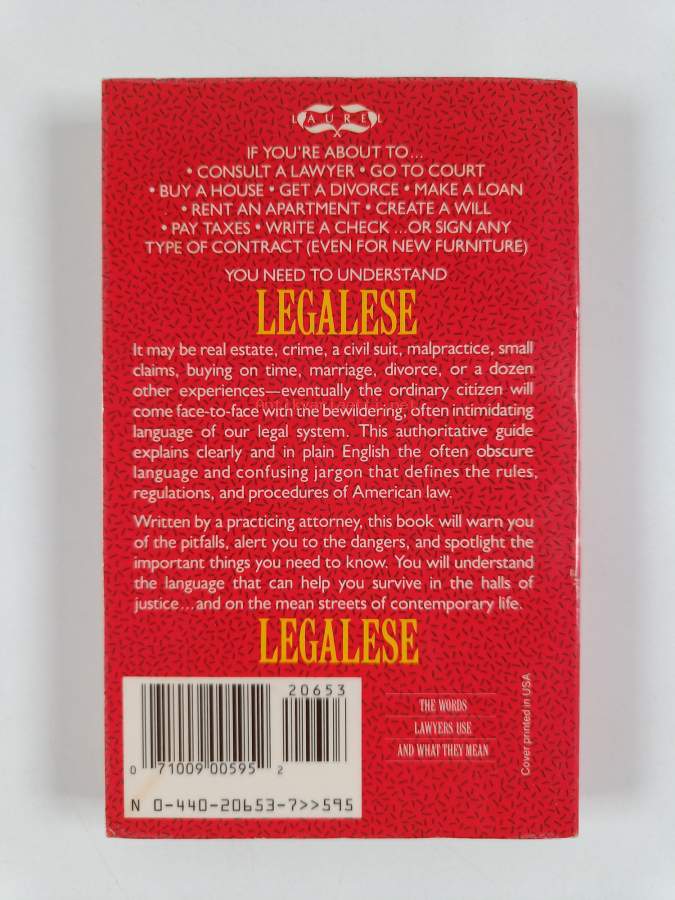 LAUREL
IF YOU'RE ABOUT TO...
• CONSULT A LAWYER • GO TO COURT
• BUY A HOUSE • GET A DIVORCE • MAKE A LOAN
• RENT AN APARTMENT • CREATE A WILL
• PAY TAXES • WRITE A CHECK ...OR SIGN ANY
TYPE OF CONTRACT (EVEN FOR NEW FURNITURE)
YOU NEED TO UNDERSTAND
LEGALESE
It may be real estate, crime, a civil suit, malpractice, small
claims, buying on time, marriage, divorce, or a dozen
other experiences—eventually the ordinary citizen will
come face-to-face with the bewildering, often intimidating
language of our legal system. This authoritative guide
explains clearly and in plain English the often obscure
language and confusing jargon that defines the rules,
regulations, and procedures of American law.
Written by a practicing attorney, this book will warn you
of the pitfalls, alert you to the dangers, and spotlight the
important things you need to know. You will understand
the language that can help you survive in the halls of
justice...and on the mean streets of contemporary life.
LEGALESE
20653
0 71009 00595 2
N 0-440-20653-7>>595
THE WORDS
LAWYERS USE
AND WHAT THEY MEAN
Cover printed in USA